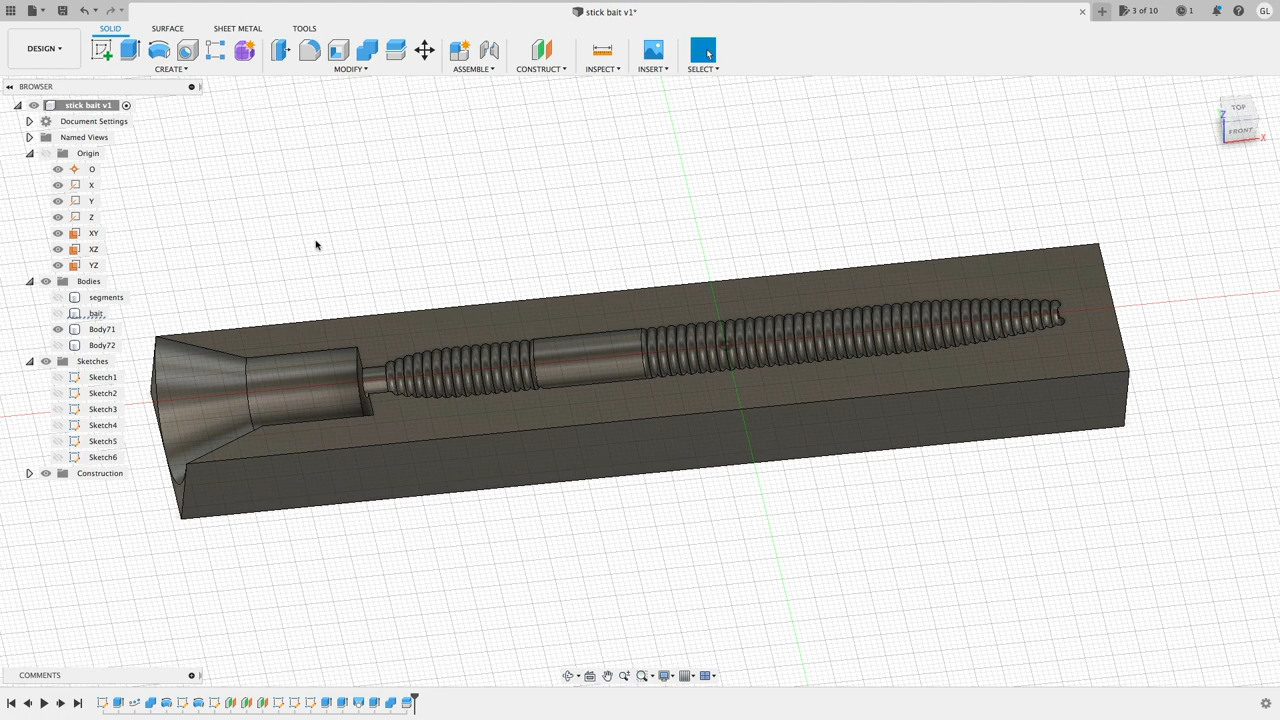 stick bait v1*
3 of 10
1
GL
SOLID
SURFACE
SHEET METAL
TOOLS
DESIGN
CREATE
MODIFY
ASSEMBLE
CONSTRUCT
INSPECT
INSERT
SELECT
BROWSER
stick bait v1
Document Settings
Named Views
Origin
O
X
Y
Z
XY
XZ
YZ
Bodies
segments
bait
Body71
Body72
Sketches
Sketch1
Sketch2
Sketch3
Sketch4
Sketch5
Sketch6
Construction
TOP
FRONT
Z
X
COMMENTS